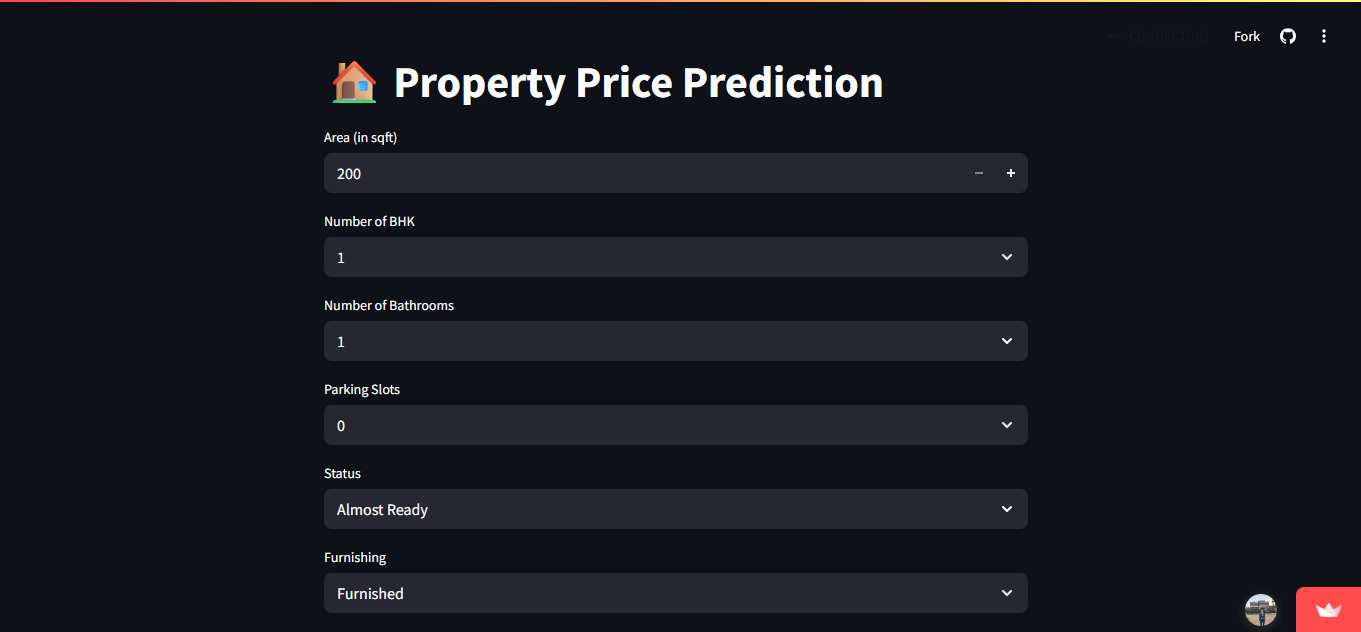 CONNECTING
Fork
Property Price Prediction
Area (in sqft)
200
Number of BHK
1
Number of Bathrooms
1
Parking Slots
0
Status
Almost Ready
Furnishing
Furnished